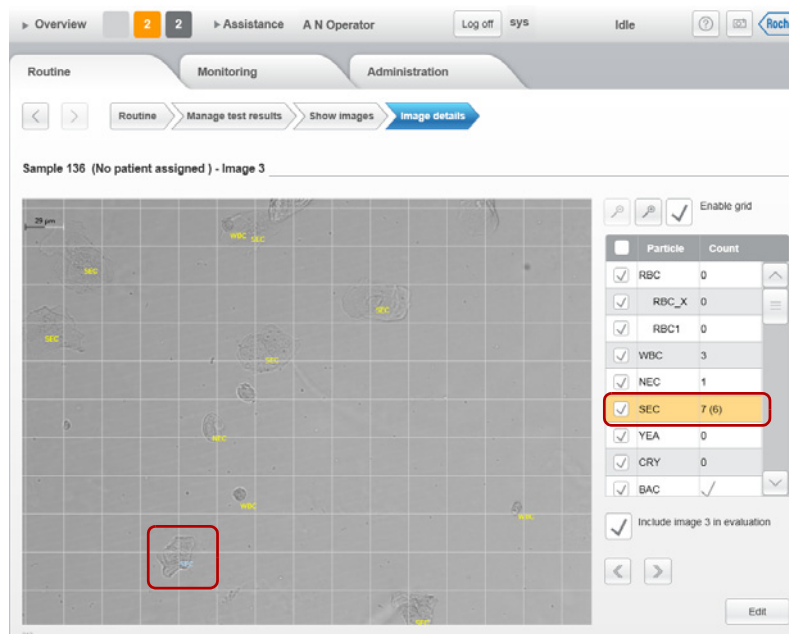 Overview 2 2 Assistance A N Operator Log off sys Idle Roch
Routine Monitoring Administration
Routine Manage test results Show images Image details
Sample 136 (No patient assigned ) - Image 3
Enable grid
29 µm
WBC SEC
SEC
SEC
SEC
SEC
NEC
WBC
WBC
SEC
SEC
Particle Count
RBC 0
RBC_X 0
RBC1 0
WBC 3
NEC 1
SEC 7 (6)
YEA 0
CRY 0
BAC
Include image 3 in evaluation
Edit